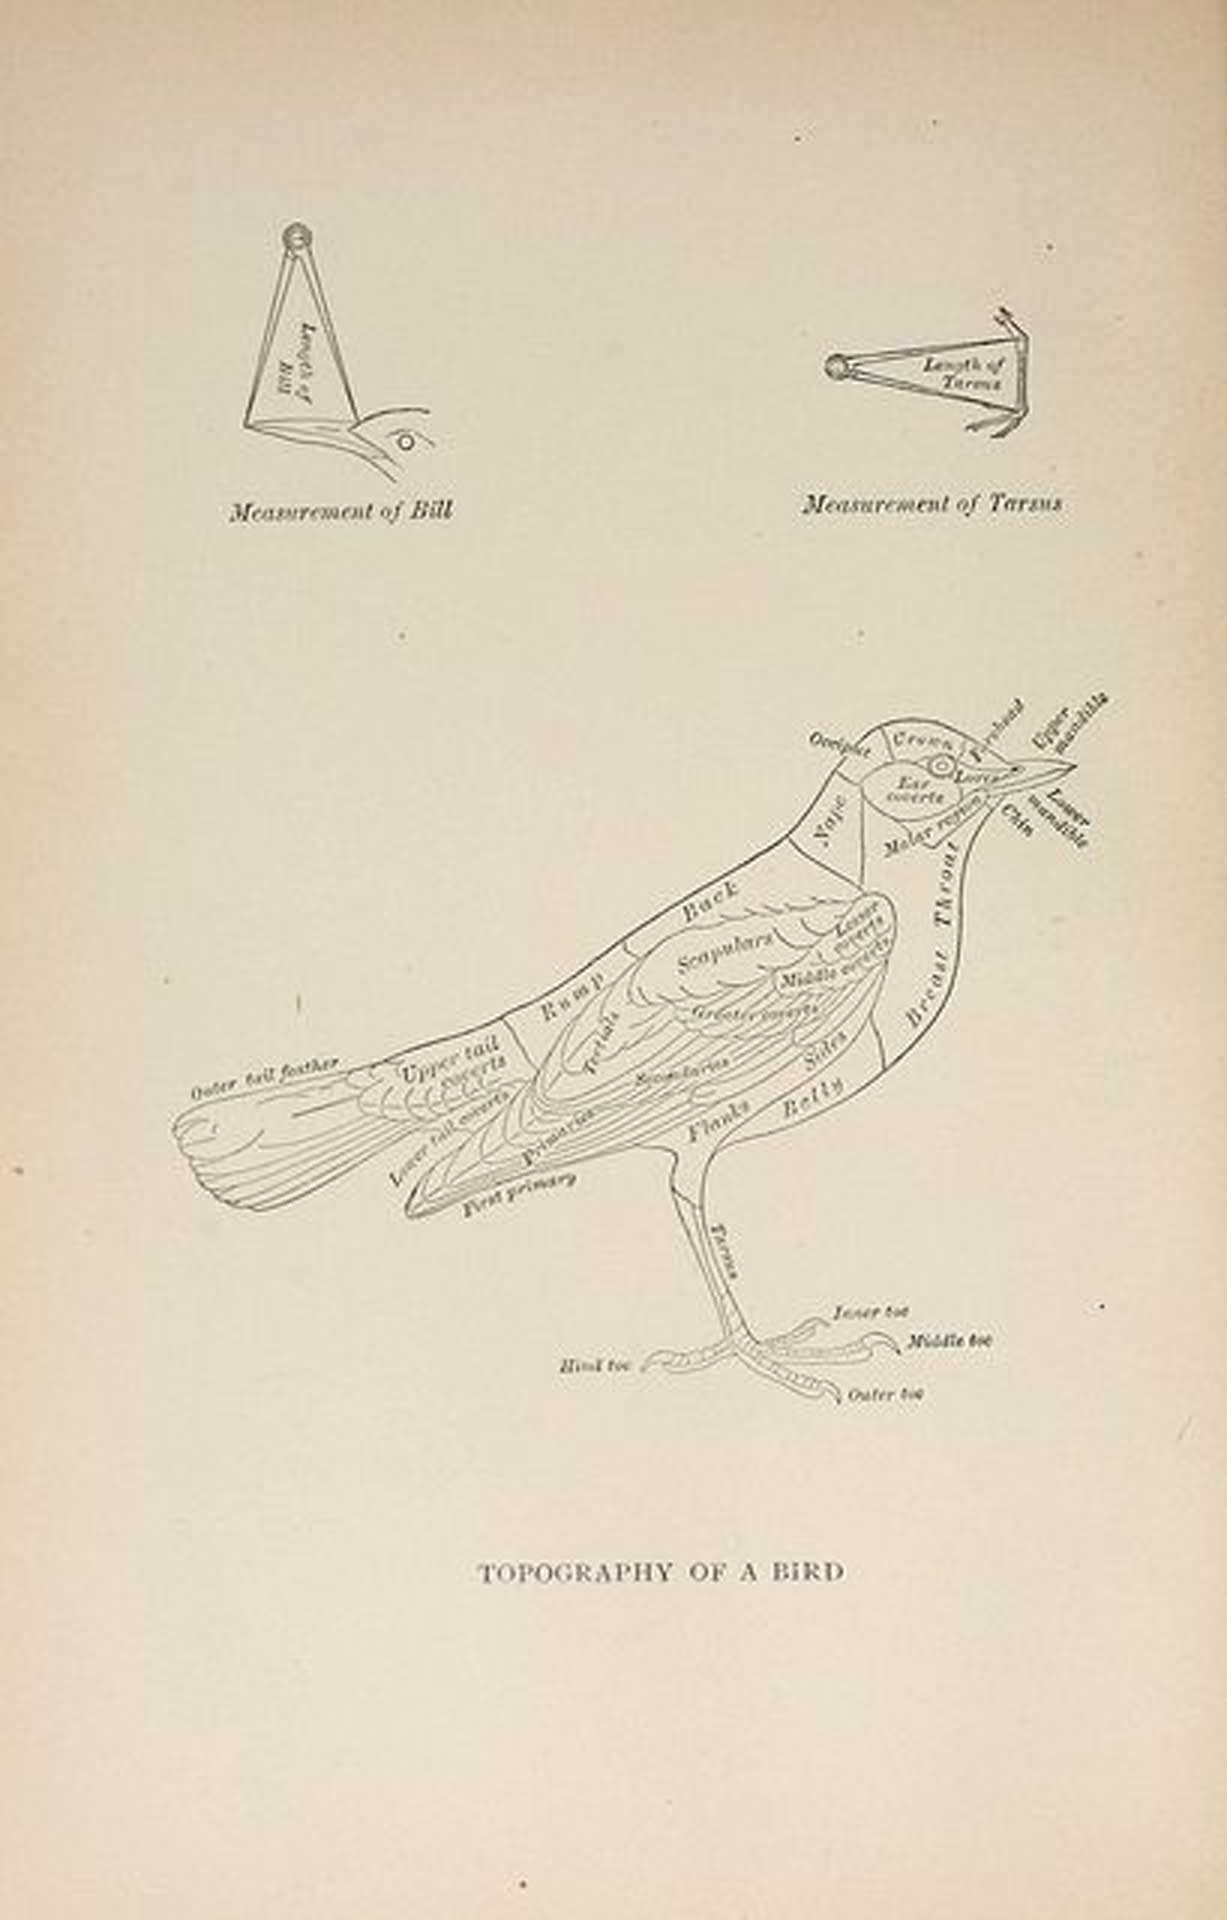 Length of
Bill
Measurement of Bill
Length of
Tarsus
Measurement of Tarsus
Occiput
Crown
Forehead
Upper
mandible
Lores
Ear
coverts
Lower
mandible
Chin
Malar region
Nape
Throat
Breast
Back
Scapulars
Lesser
coverts
Middle coverts
Greater coverts
Rump
Tertials
Secondaries
Sides
Upper tail
coverts
Outer tail feather
Lower tail coverts
Primaries
First primary
Flanks
Belly
Tarsus
Inner toe
Middle toe
Hind toe
Outer toe
TOPOGRAPHY OF A BIRD